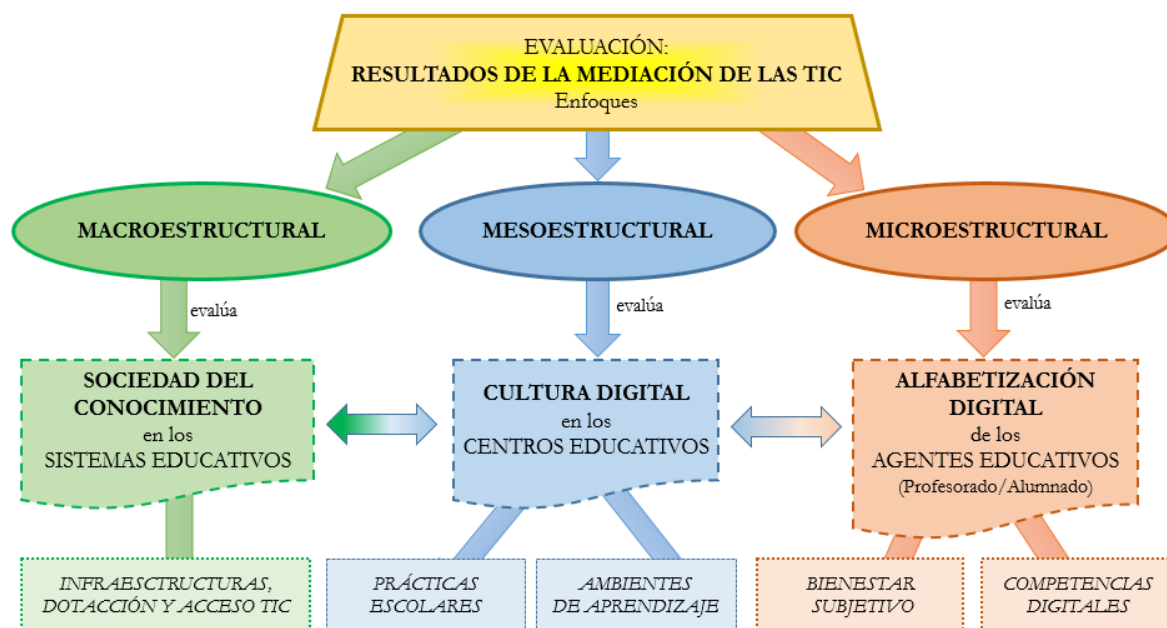 EVALUACIÓN:
RESULTADOS DE LA MEDIACIÓN DE LAS TIC
Enfoques
MACROESTRUCTURAL
MESOESTRUCTURAL
MICROESTRUCTURAL
evalúa
evalúa
evalúa
SOCIEDAD DEL
CONOCIMIENTO
en los
SISTEMAS EDUCATIVOS
CULTURA DIGITAL
en los
CENTROS EDUCATIVOS
ALFABETIZACIÓN
DIGITAL
de los
AGENTES EDUCATIVOS
(Profesorado/Alumnado)
INFRAESCTRUCTURAS,
DOTACCIÓN Y ACCESO TIC
PRÁCTICAS
ESCOLARES
AMBIENTES
DE APRENDIZAJE
BIENESTAR
SUBJETIVO
COMPETENCIAS
DIGITALES